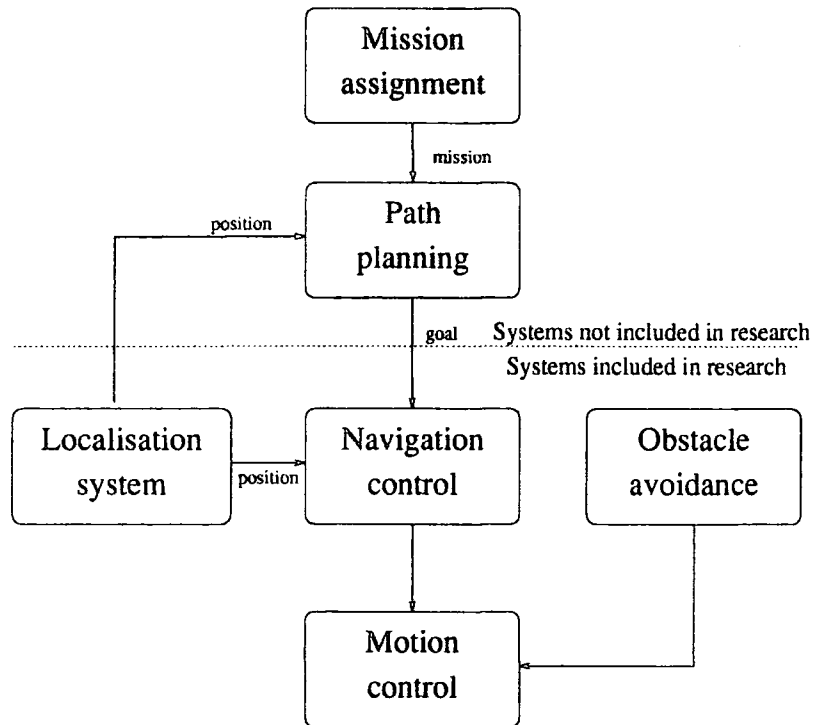 Mission
assignment
mission
position
Path
planning
goal
Systems not included in research
Systems included in research
Localisation
system
position
Navigation
control
Obstacle
avoidance
Motion
control